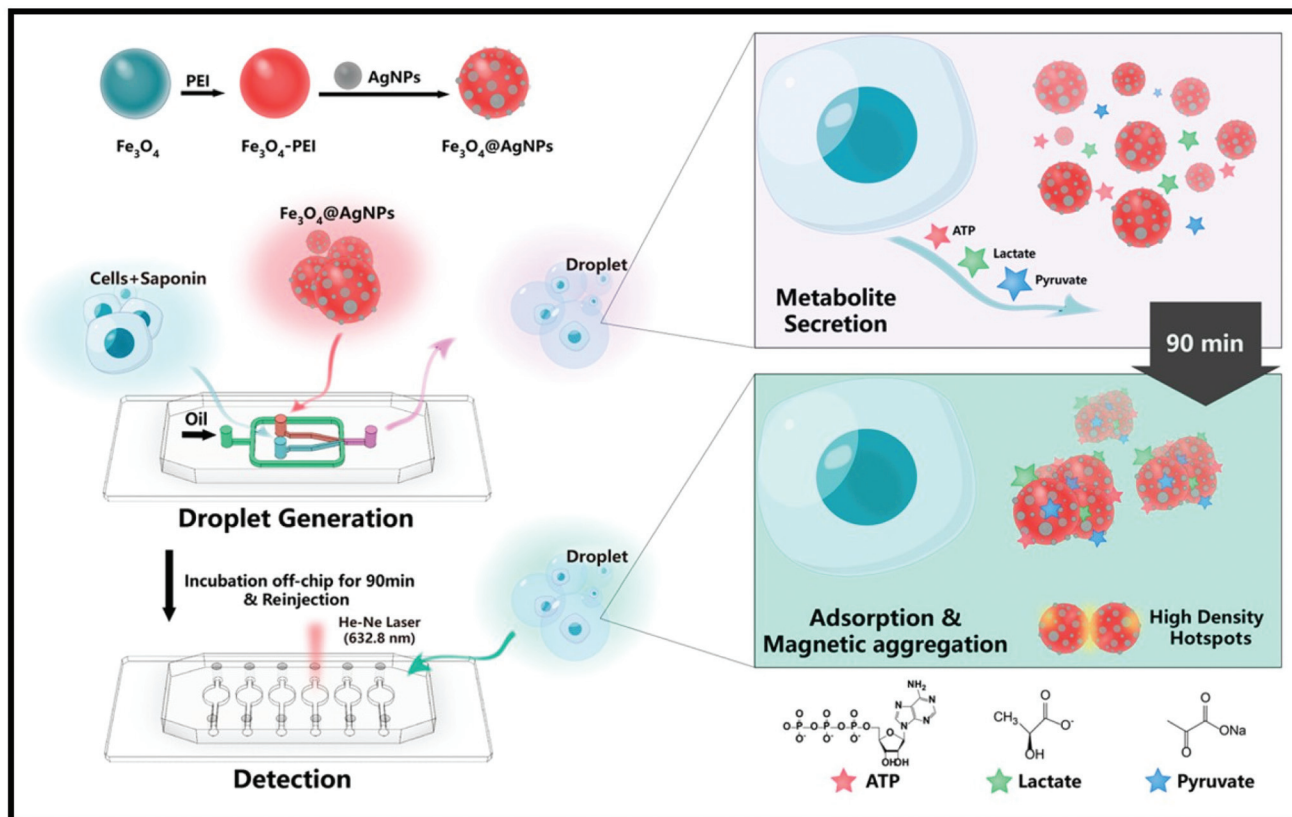 PEI
AgNPs
Fe3O4
Fe3O4-PEI
Fe3O4@AgNPs
Fe3O4@AgNPs
Cells+Saponin
Droplet
Oil
Droplet Generation
Incubation off-chip for 90min
& Reinjection
He-Ne Laser
(632.8 nm)
Droplet
Detection
ATP
Lactate
Pyruvate
Metabolite
Secretion
90 min
Adsorption &
Magnetic aggregation
High Density
Hotspots
NH2
N
N
N
N
O
O
O
O-P-O-P-O-P-O
O-
O-
O-
O
OHOH
ATP
CH3
O
O-
OH
Lactate
O
ONa
O
Pyruvate